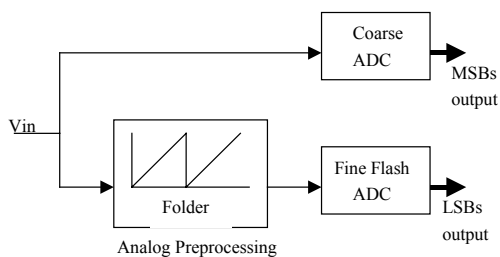 Coarse
ADC
MSBs
output
Vin
Folder
Fine Flash
ADC
LSBs
output
Analog Preprocessing